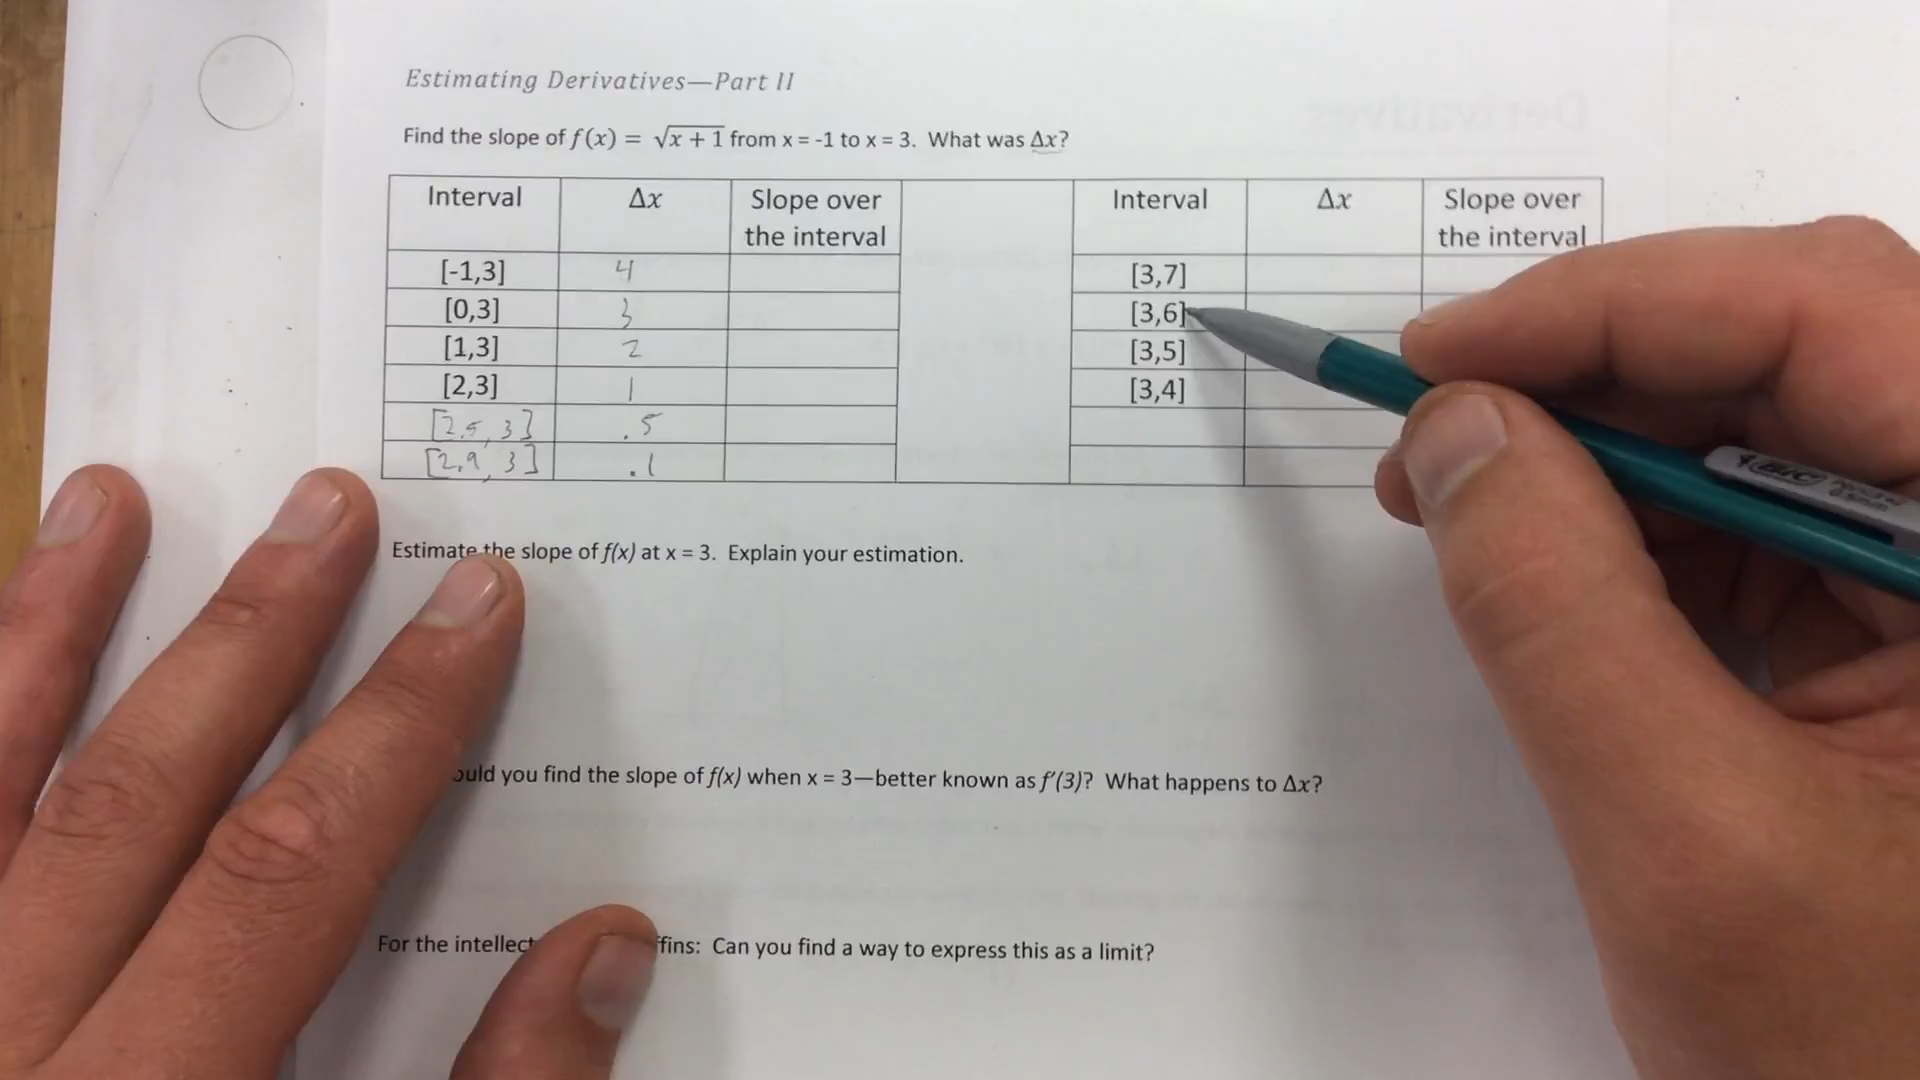 Estimating Derivatives—Part II
Find the slope of f(x) = √x + 1 from x = -1 to x = 3. What was Δx?
Interval Δx Slope over the interval Interval Δx Slope over the interval
[-1,3] 4 [3,7]
[0,3] 3 [3,6]
[1,3] 2 [3,5]
[2,3] 1 [3,4]
[2.5, 3] .5
[2.9, 3] .1
Estimate the slope of f(x) at x = 3. Explain your estimation.
ould you find the slope of f(x) when x = 3—better known as f'(3)? What happens to Δx?
For the intellect ffins: Can you find a way to express this as a limit?
BIC